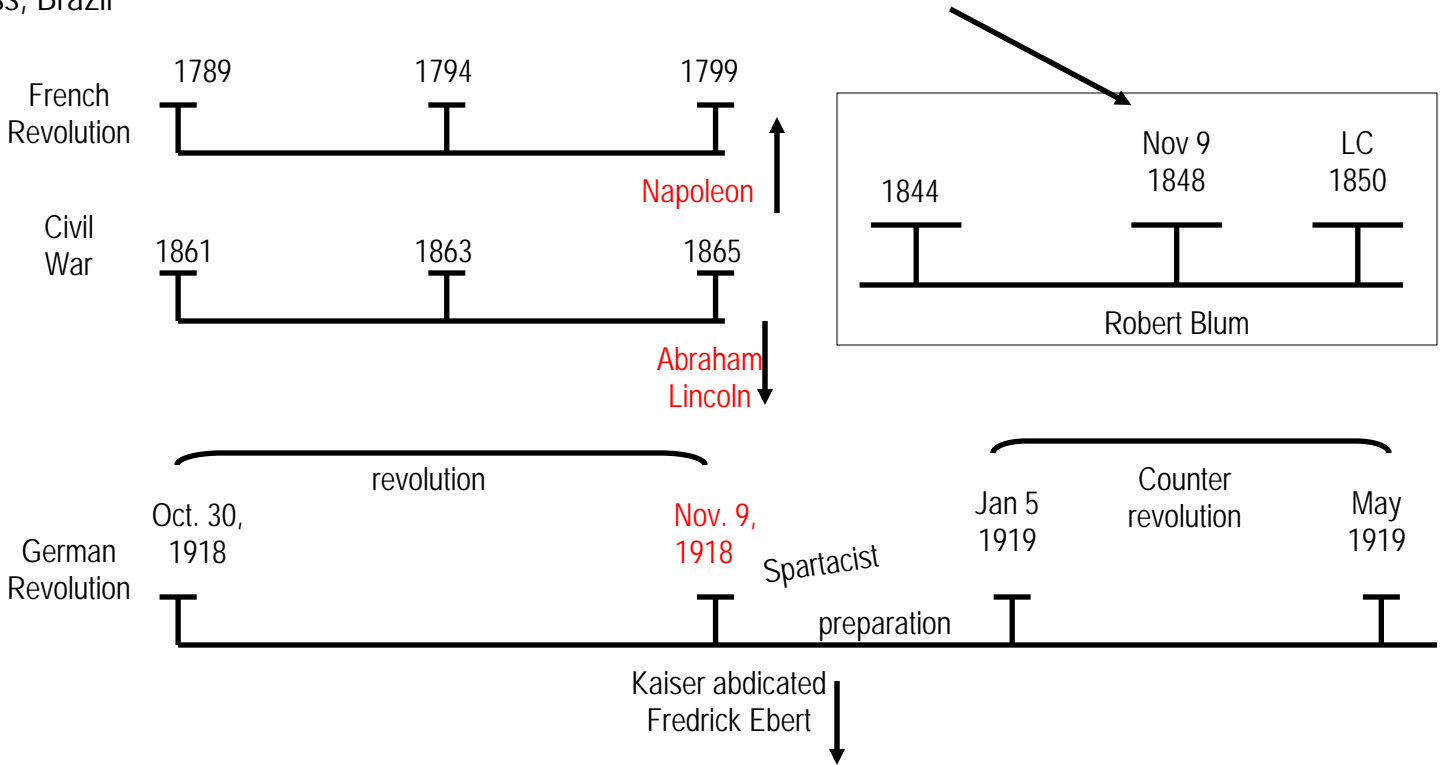 ss, Brazil
1789
1794
1799
French
Revolution
Napoleon
Civil
War
1861
1863
1865
Abraham
Lincoln
1844
Nov 9
1848
LC
1850
Robert Blum
revolution
Counter
revolution
Oct. 30,
1918
Nov. 9,
1918
Jan 5
1919
May
1919
German
Revolution
Spartacist
preparation
Kaiser abdicated
Fredrick Ebert